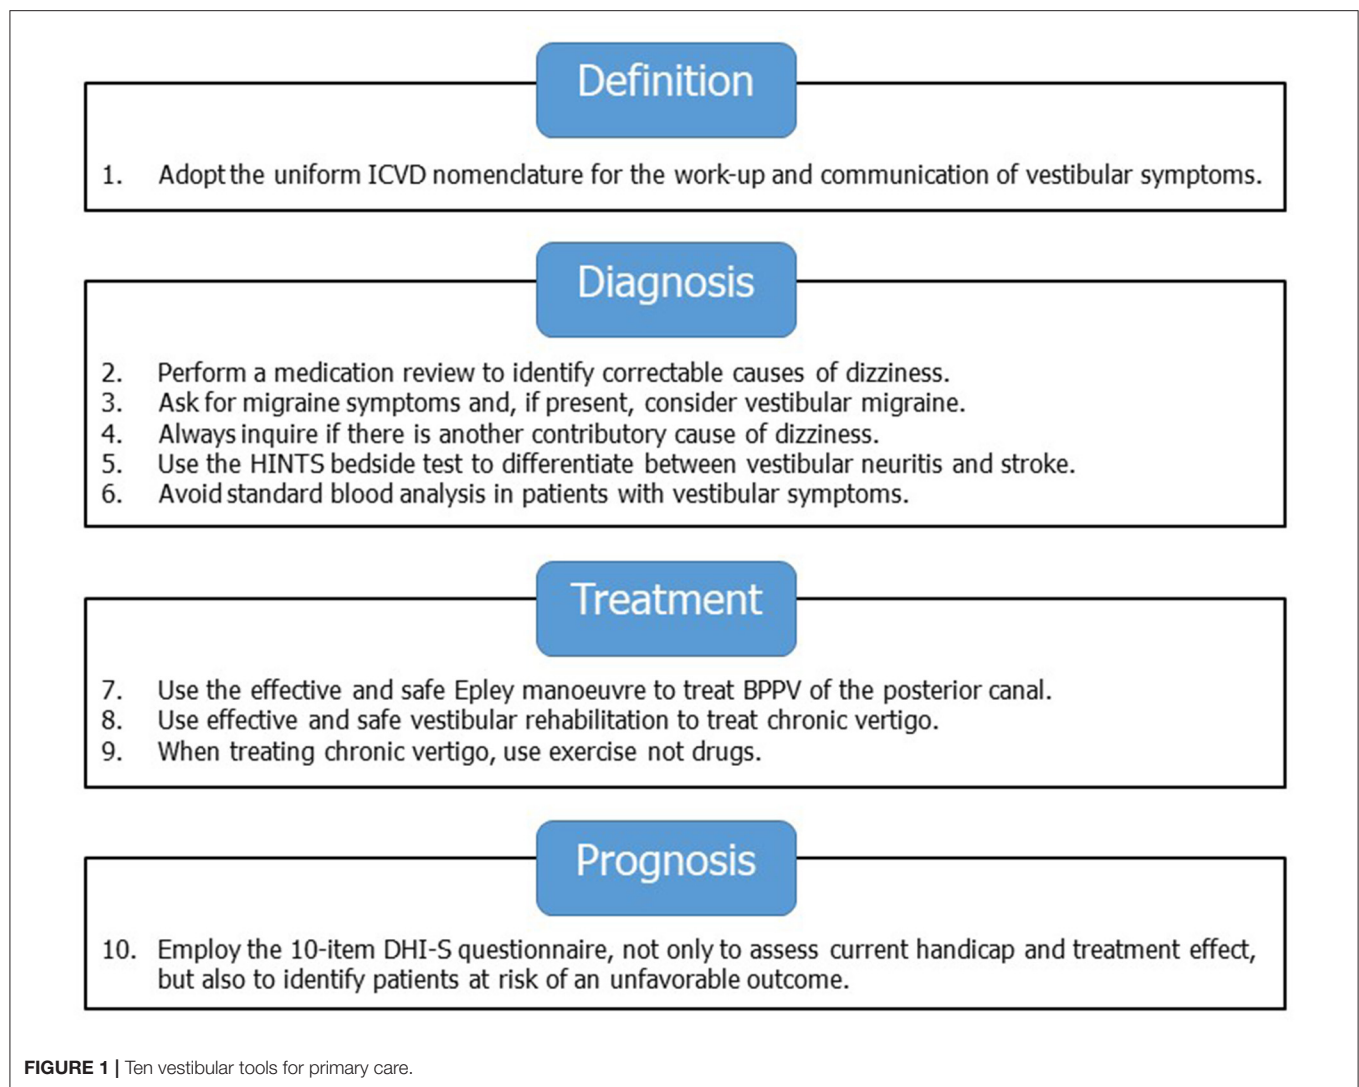 Definition
1. Adopt the uniform ICVD nomenclature for the work-up and communication of vestibular symptoms.
Diagnosis
2. Perform a medication review to identify correctable causes of dizziness.
3. Ask for migraine symptoms and, if present, consider vestibular migraine.
4. Always inquire if there is another contributory cause of dizziness.
5. Use the HINTS bedside test to differentiate between vestibular neuritis and stroke.
6. Avoid standard blood analysis in patients with vestibular symptoms.
Treatment
7. Use the effective and safe Epley manoeuvre to treat BPPV of the posterior canal.
8. Use effective and safe vestibular rehabilitation to treat chronic vertigo.
9. When treating chronic vertigo, use exercise not drugs.
Prognosis
10. Employ the 10-item DHI-S questionnaire, not only to assess current handicap and treatment effect,
but also to identify patients at risk of an unfavorable outcome.
FIGURE 1 | Ten vestibular tools for primary care.